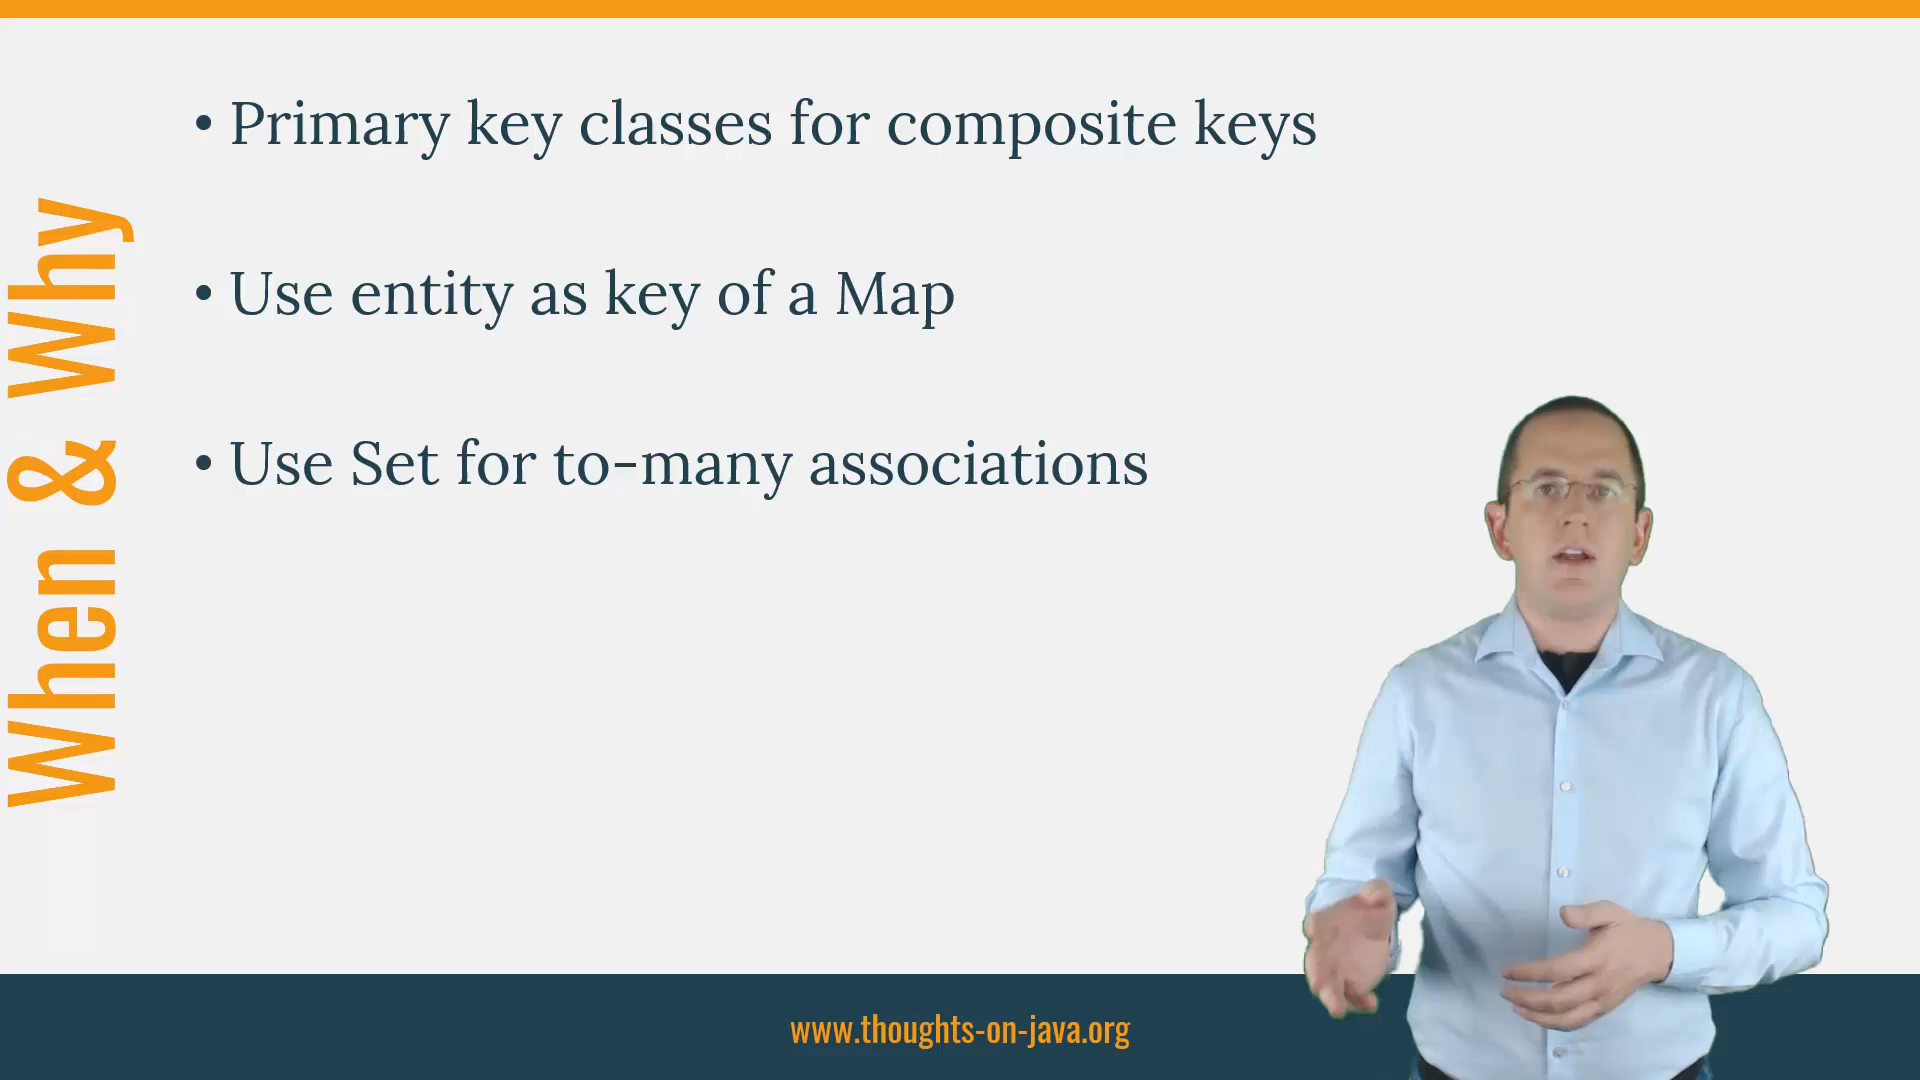 When & Why
• Primary key classes for composite keys
• Use entity as key of a Map
• Use Set for to-many associations
www.thoughts-on-java.org